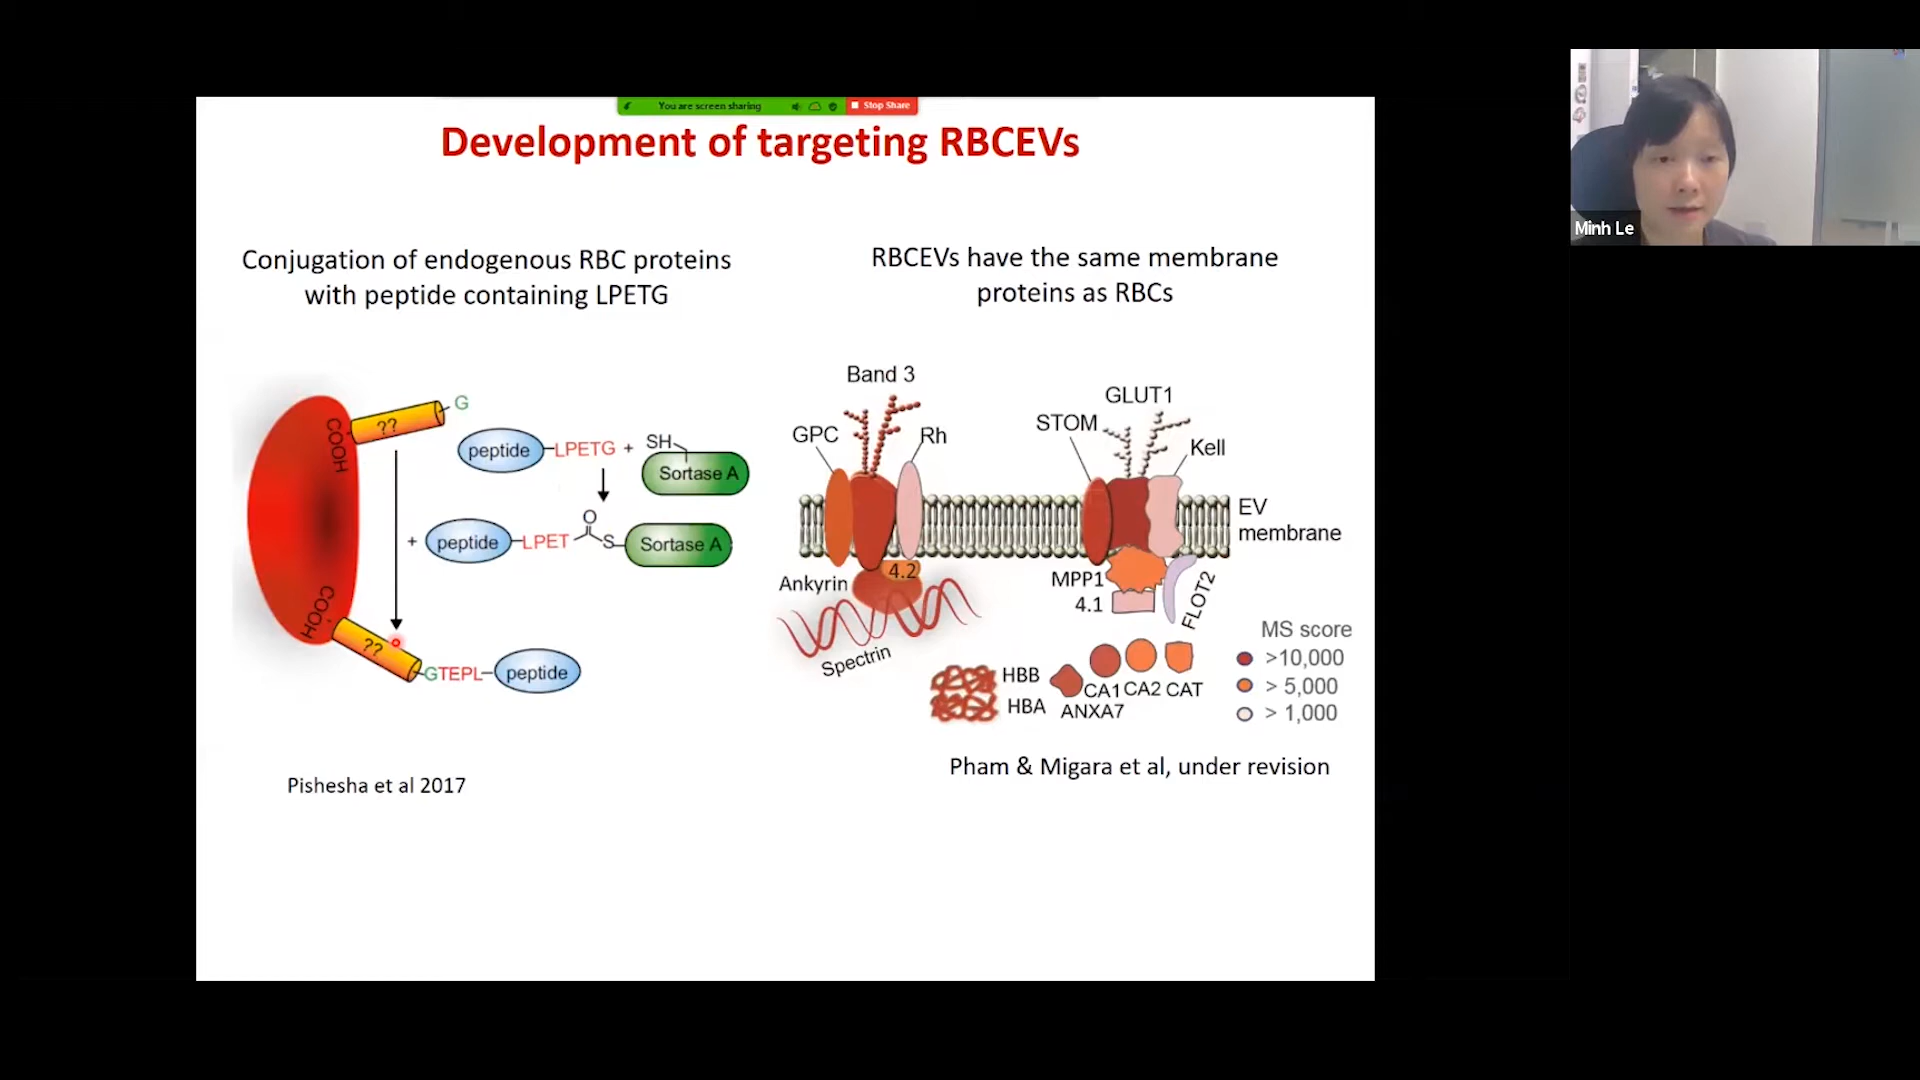 You are screen sharing
Stop Share
Development of targeting RBCEVs
Minh Le
Conjugation of endogenous RBC proteins
with peptide containing LPETG
RBCEVs have the same membrane
proteins as RBCs
COOH
??
G
peptide
LPETG
+
SH
Sortase A
+
peptide
LPET
O
S
Sortase A
COOH
??
GTEPL
peptide
Band 3
GPC
Rh
GLUT1
STOM
Kell
EV
membrane
Ankyrin
4.2
Spectrin
MPP1
4.1
FLOT2
HBB
HBA
ANXA7
CA1
CA2
CAT
MS score
>10,000
> 5,000
> 1,000
Pishesha et al 2017
Pham & Migara et al, under revision